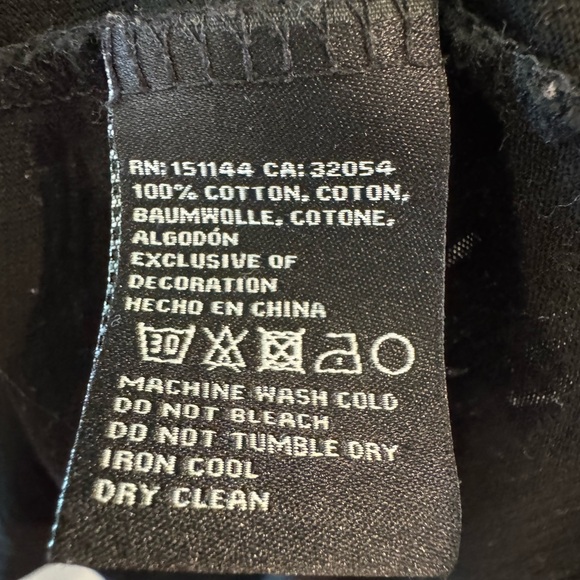 RN: 151144 CA: 32054
100% COTTON, COTON,
BAUMWOLLE, COTONE,
ALGODÓN
EXCLUSIVE OF
DECORATION
HECHO EN CHINA
30
MACHINE WASH COLD
DO NOT BLEACH
DO NOT TUMBLE DRY
IRON COOL
DRY CLEAN